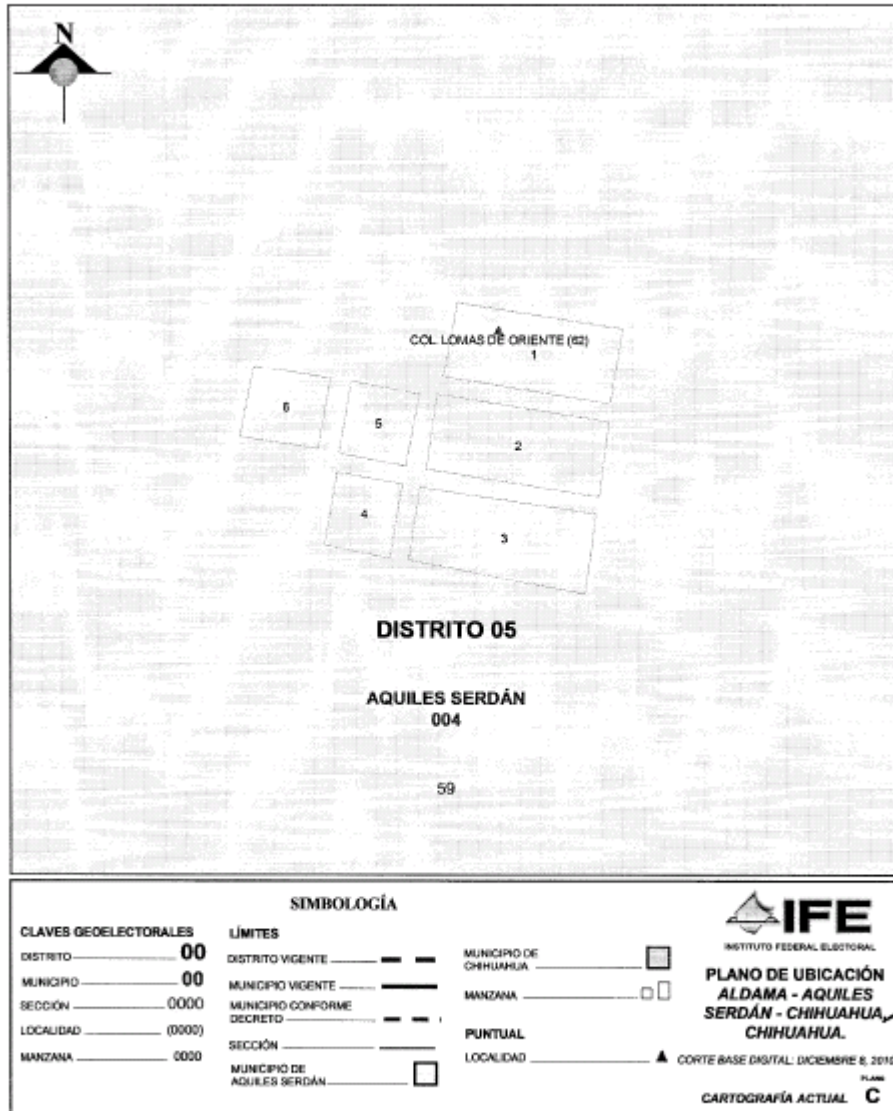 N
COL. LOMAS DE ORIENTE (62)
1
6
5
2
4
3
DISTRITO 05
AQUILES SERDÁN
004
59
SIMBOLOGÍA
CLAVES GEOELECTORALES
DISTRITO 00
MUNICIPIO 00
SECCIÓN 0000
LOCALIDAD (0000)
MANZANA 0000
LÍMITES
DISTRITO VIGENTE
MUNICIPIO VIGENTE
MUNICIPIO CONFORME
DECRETO
SECCIÓN
MUNICIPIO DE
AQUILES SERDÁN
MUNICIPIO DE
CHIHUAHUA
MANZANA
PUNTUAL
LOCALIDAD
IFE
INSTITUTO FEDERAL ELECTORAL
PLANO DE UBICACIÓN
ALDAMA - AQUILES
SERDÁN - CHIHUAHUA,
CHIHUAHUA.
CORTE BASE DIGITAL: DICIEMBRE 8, 2010
PLANO
CARTOGRAFÍA ACTUAL C